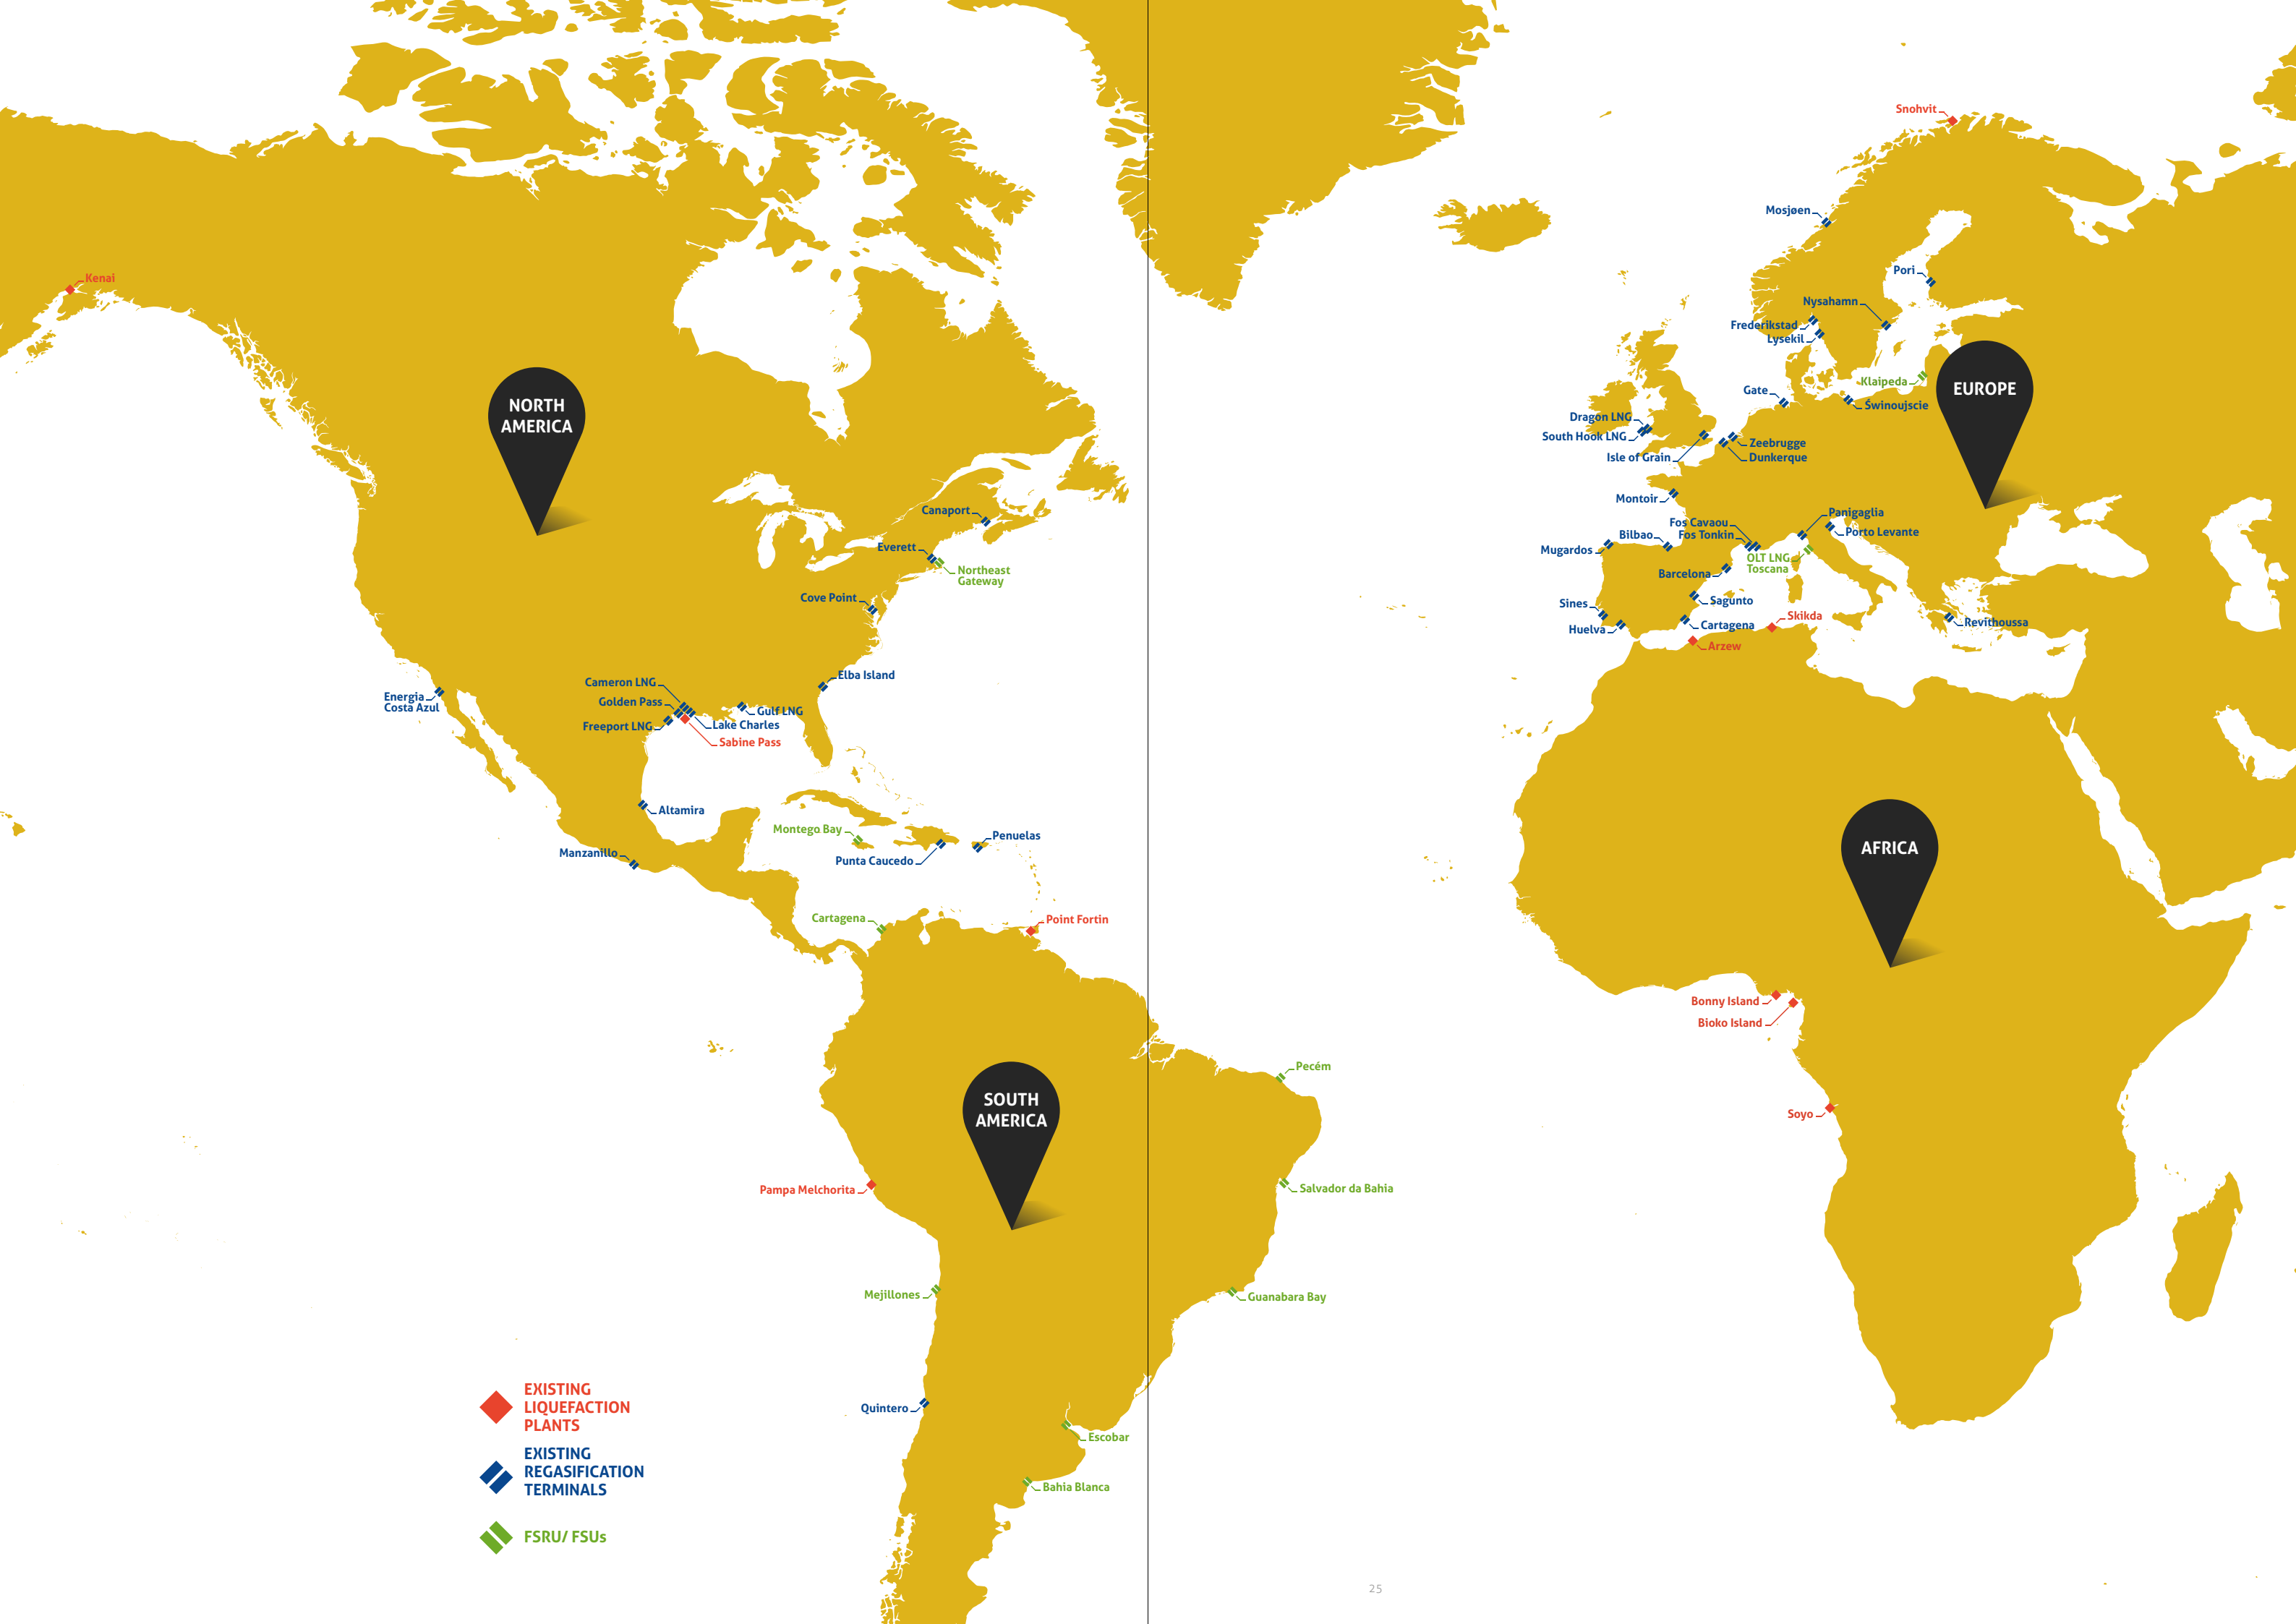 Snohvit
Mosjøen
Kenai
Pori
Nysahamn
Frederikstad
Lysekil
NORTH
AMERICA
EUROPE
Klaipeda
Gate
Świnoujscie
Dragon LNG
South Hook LNG
Zeebrugge
Isle of Grain
Dunkerque
Montoir
Canaport
Panigaglia
Fos Cavaou
Porto Levante
Bilbao
Fos Tonkin
Everett
Mugardos
OLT LNG
Toscana
Northeast
Gateway
Barcelona
Cove Point
Sines
Sagunto
Skikda
Huelva
Cartagena
Revithoussa
Arzew
Elba Island
Cameron LNG
Energia
Costa Azul
Golden Pass
Gulf LNG
Freeport LNG
Lake Charles
Sabine Pass
Altamira
Montego Bay
Penuelas
Manzanillo
Punta Caucedo
AFRICA
Cartagena
Point Fortin
Bonny Island
Bioko Island
Pecém
SOUTH
AMERICA
Soyo
Pampa Melchorita
Salvador da Bahia
Mejillones
Guanabara Bay
EXISTING
LIQUEFACTION
PLANTS
Quintero
Escobar
EXISTING
REGASIFICATION
TERMINALS
Bahia Blanca
FSRU/ FSUs
25